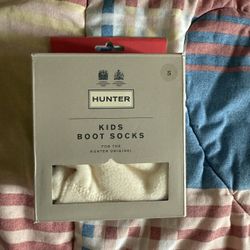 S
HUNTER
KIDS
BOOT SOCKS
FOR THE
HUNTER ORIGINAL